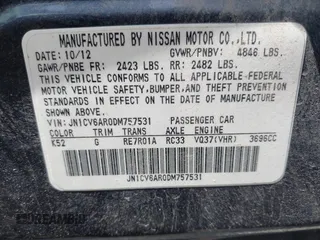 MANUFACTURED BY NISSAN MOTOR CO.,LTD.
DATE: 10/12 GVWR/PNBV: 4846 LBS.
GAWR/PNBE FR: 2423 LBS. RR: 2482 LBS.
THIS VEHICLE CONFORMS TO ALL APPLICABLE FEDERAL
MOTOR VEHICLE SAFETY, BUMPER, AND THEFT PREVENTION
STANDARDS IN EFFECT ON THE DATE OF MANUFACTURE
SHOWN ABOVE.
JN1CV6AR0DM757531 PASSENGER CAR
COLOR TRIM TRANS AXLE ENGINE
K52 G RE7R01A RC33 VQ37(VHR) 3696CC
JN1CV6AR0DM757531